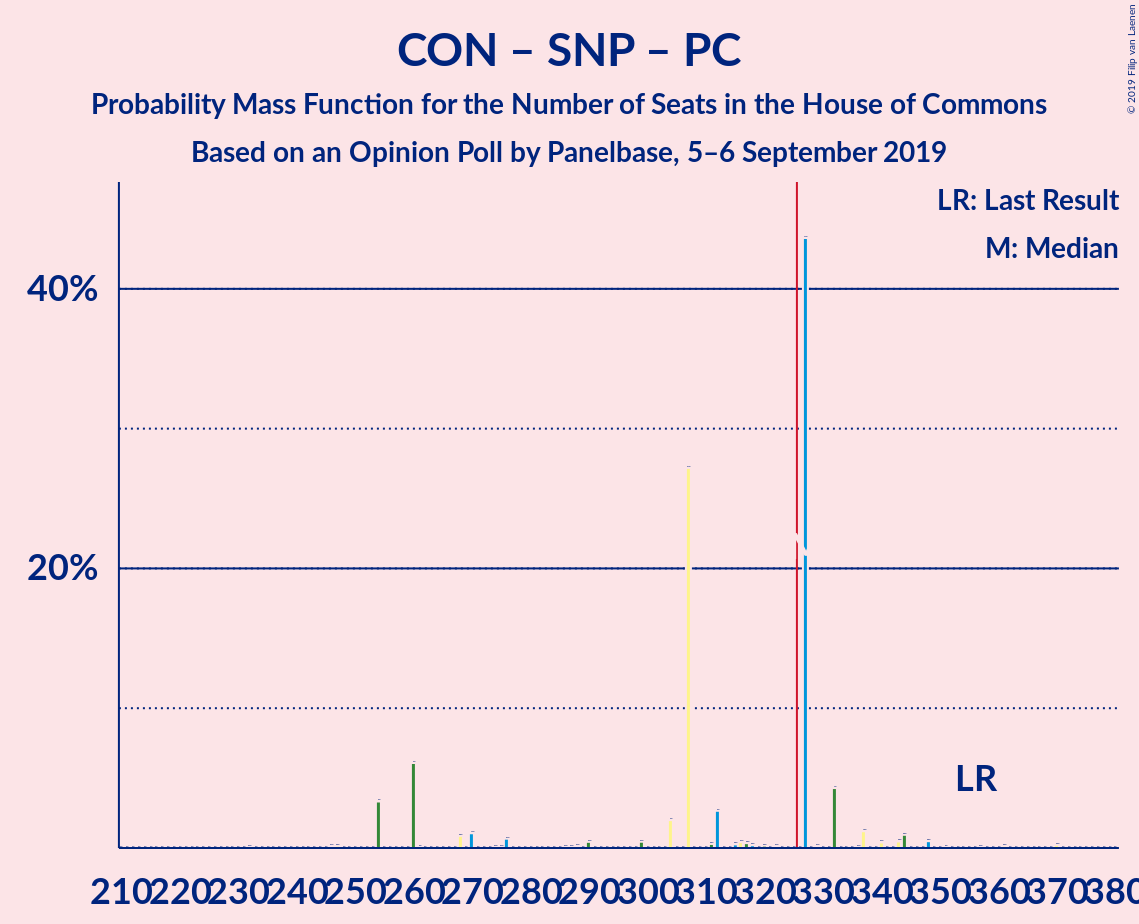 CON – SNP – PC
Probability Mass Function for the Number of Seats in the House of Commons
Based on an Opinion Poll by Panelbase, 5–6 September 2019
© 2019 Filip van Laenen
LR: Last Result
M: Median
40%
20%
LR
210 220 230 240 250 260 270 280 290 300 310 320 330 340 350 360 370 380